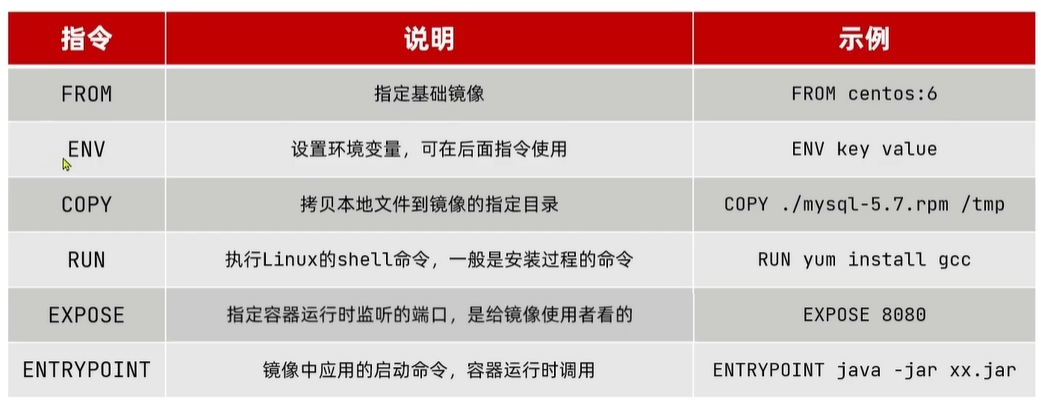 指令 说明 示例
FROM 指定基础镜像 FROM centos:6
ENV 设置环境变量，可在后面指令使用 ENV key value
COPY 拷贝本地文件到镜像的指定目录 COPY ./mysql-5.7.rpm /tmp
RUN 执行Linux的shell命令，一般是安装过程的命令 RUN yum install gcc
EXPOSE 指定容器运行时监听的端口，是给镜像使用者看的 EXPOSE 8080
ENTRYPOINT 镜像中应用的启动命令，容器运行时调用 ENTRYPOINT java -jar xx.jar